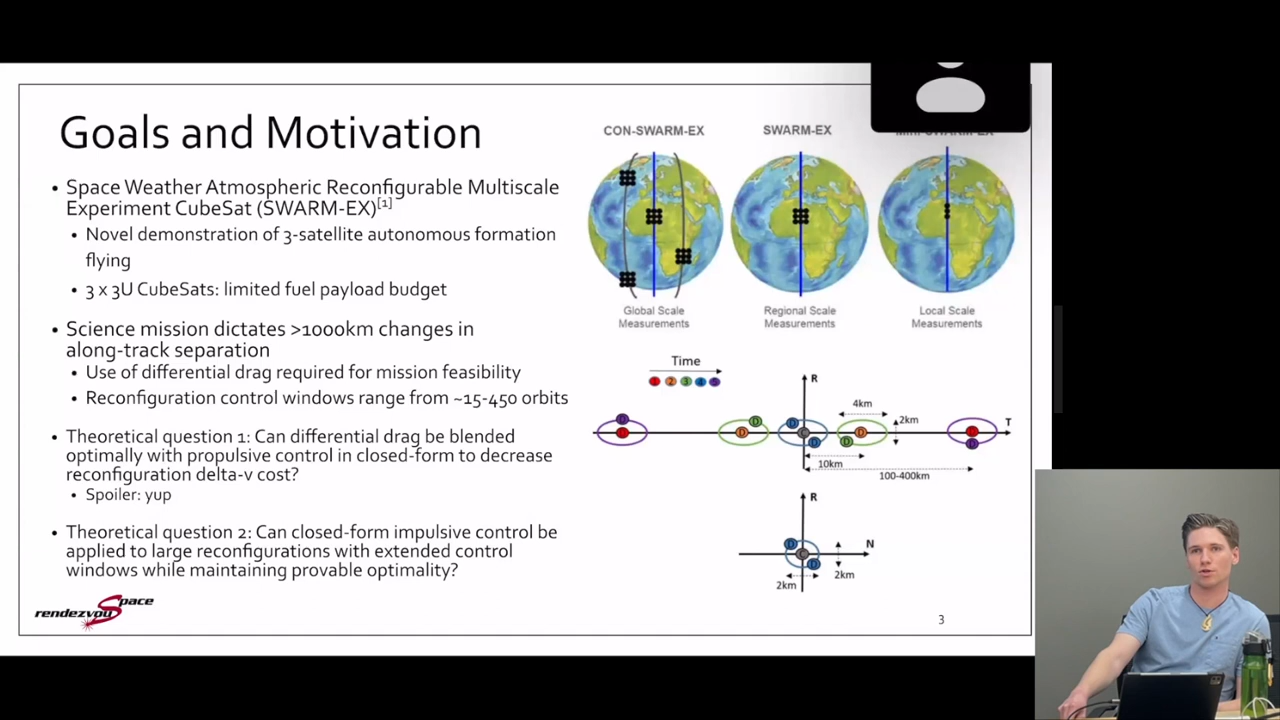 Goals and Motivation
• Space Weather Atmospheric Reconfigurable Multiscale
Experiment CubeSat (SWARM-EX)[1]
• Novel demonstration of 3-satellite autonomous formation
flying
• 3 x 3U CubeSats: limited fuel payload budget
• Science mission dictates >1000km changes in
along-track separation
• Use of differential drag required for mission feasibility
• Reconfiguration control windows range from ~15-450 orbits
• Theoretical question 1: Can differential drag be blended
optimally with propulsive control in closed-form to decrease
reconfiguration delta-v cost?
• Spoiler: yup
• Theoretical question 2: Can closed-form impulsive control be
applied to large reconfigurations with extended control
windows while maintaining provable optimality?
rendezvouSpace
CON-SWARM-EX
SWARM-EX
Global Scale
Measurements
Regional Scale
Measurements
Local Scale
Measurements
Time
1 2 3 4 5
R
4km
2km
D D D D D C D D D D D
T
10km
100-400km
R
D C D
N
2km
2km
3